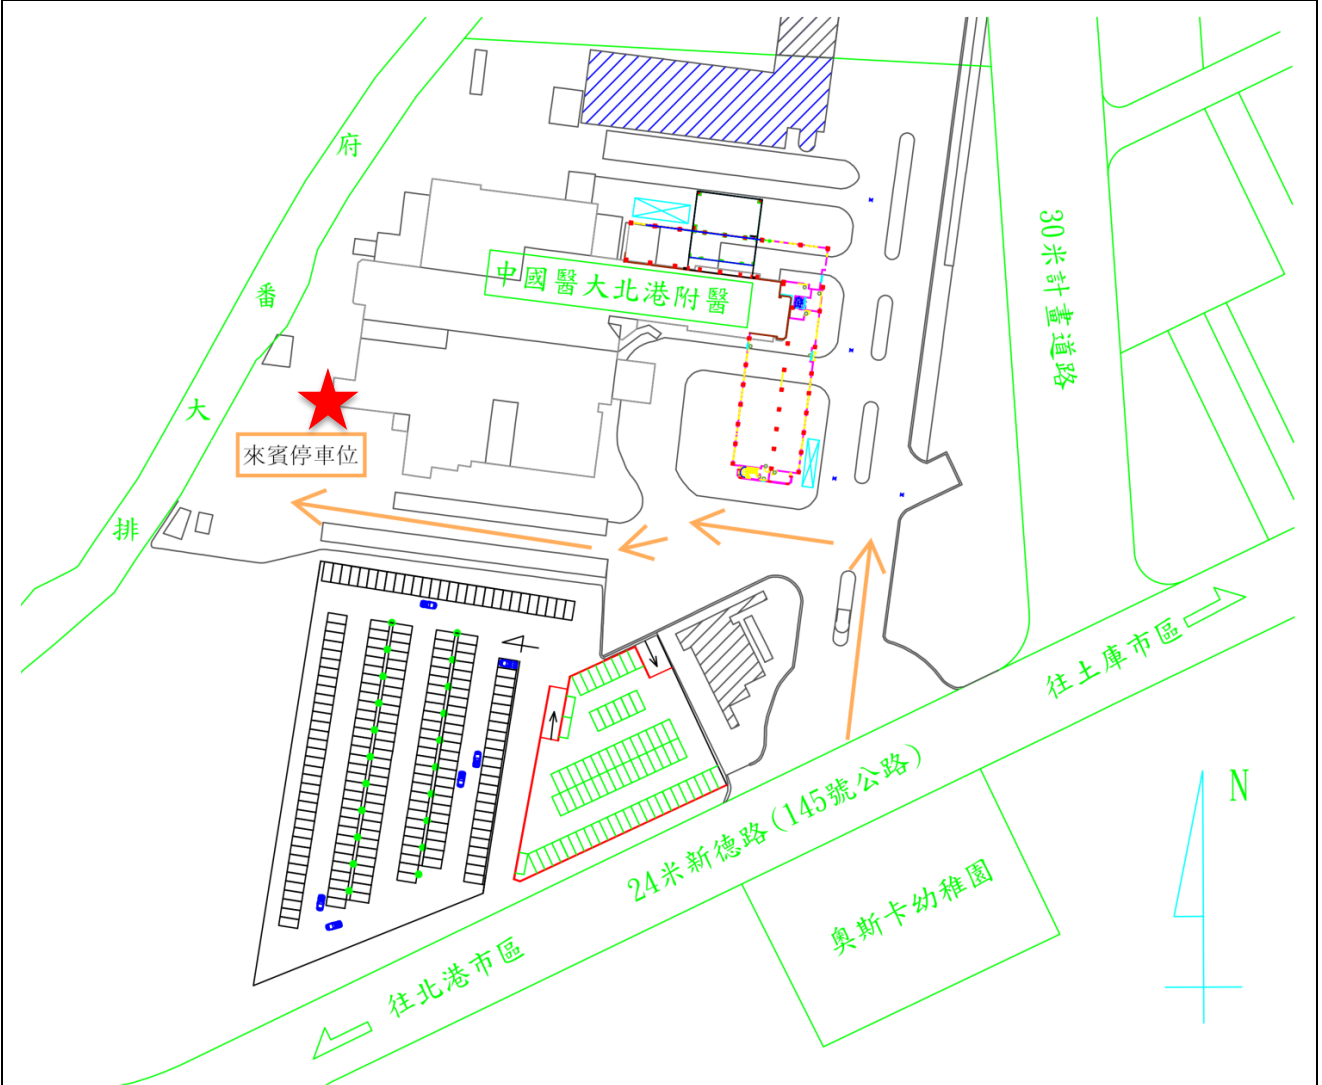 府
番
大
排
中國醫大北港附醫
30米計畫道路
來賓停車位
往土庫市區
24米新德路(145號公路)
N
奧斯卡幼稚園
往北港市區